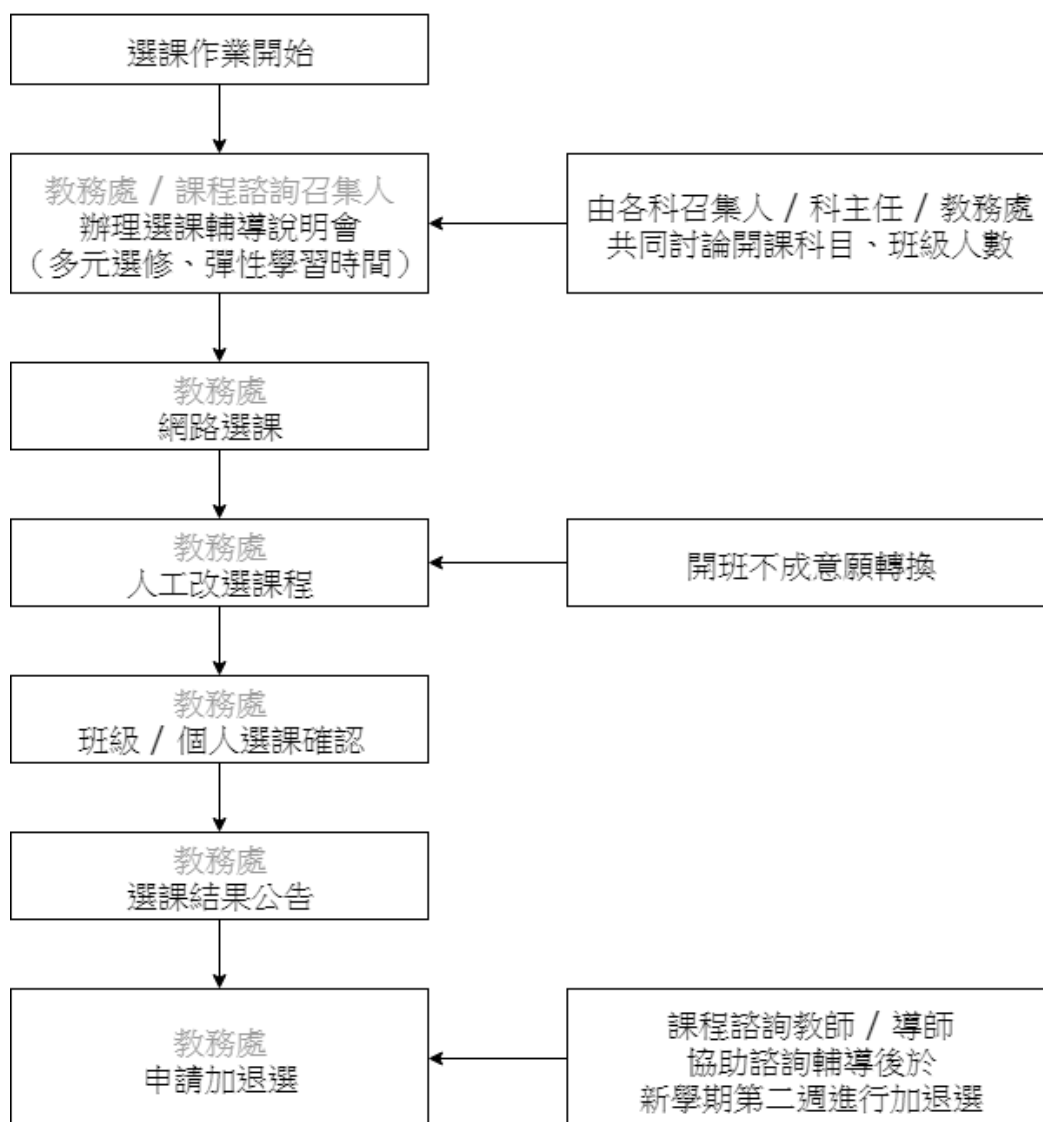 選課作業開始
教務處 / 課程諮詢召集人
辦理選課輔導說明會
（多元選修、彈性學習時間）
由各科召集人 / 科主任 / 教務處
共同討論開課科目、班級人數
教務處
網路選課
教務處
人工改選課程
開班不成意願轉換
教務處
班級 / 個人選課確認
教務處
選課結果公告
教務處
申請加退選
課程諮詢教師 / 導師
協助諮詢輔導後於
新學期第二週進行加退選